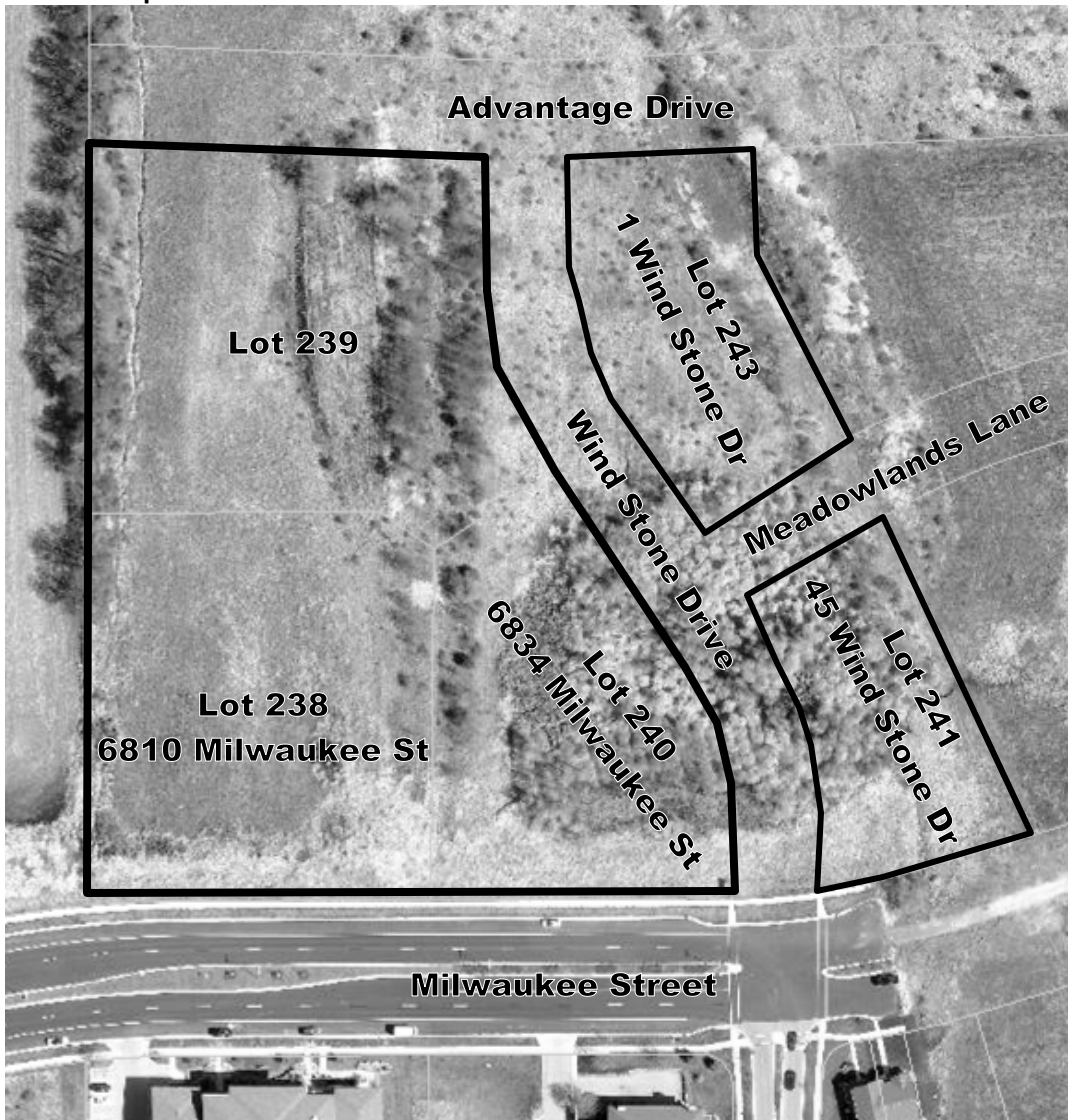 Advantage Drive
Lot 239
Lot 243
1 Wind Stone Dr
Wind Stone Drive
Meadowlands Lane
Lot 238
6810 Milwaukee St
Lot 240
6834 Milwaukee St
Lot 241
45 Wind Stone Dr
Milwaukee Street